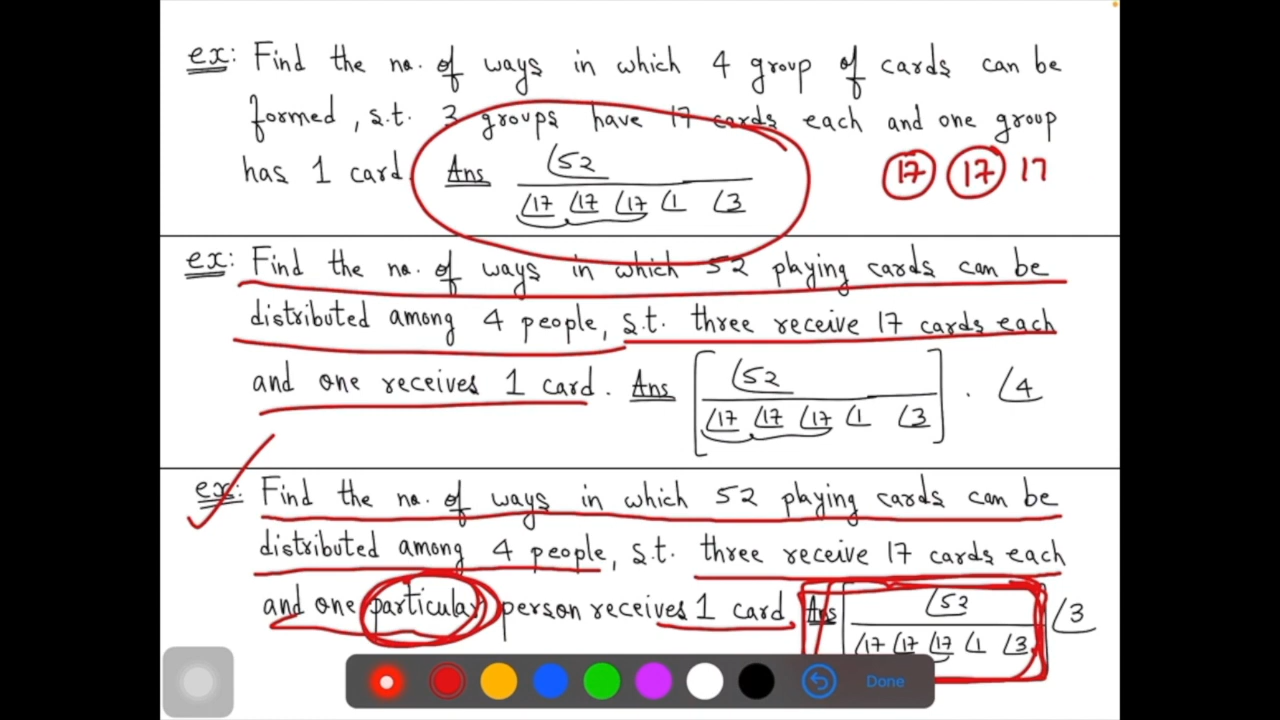 ex: Find the no. of ways in which 4 group of cards can be
formed, s.t. 3 groups have 17 cards each and one group
has 1 card. Ans ⌊52 / ⌊17 ⌊17 ⌊17 ⌊1 ⌊3 17 17 17
ex: Find the no. of ways in which 52 playing cards can be
distributed among 4 people, s.t. three receive 17 cards each
and one receives 1 card. Ans [⌊52 / ⌊17 ⌊17 ⌊17 ⌊1 ⌊3] . ⌊4
ex: Find the no. of ways in which 52 playing cards can be
distributed among 4 people, s.t. three receive 17 cards each
and one particular person receives 1 card Ans [⌊52 / ⌊17 ⌊17 ⌊17 ⌊1 ⌊3] ⌊3
Done